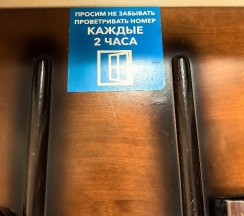 ПРОСИМ НЕ ЗАБЫВАТЬ
ПРОВЕТРИВАТЬ НОМЕР
КАЖДЫЕ
2 ЧАСА